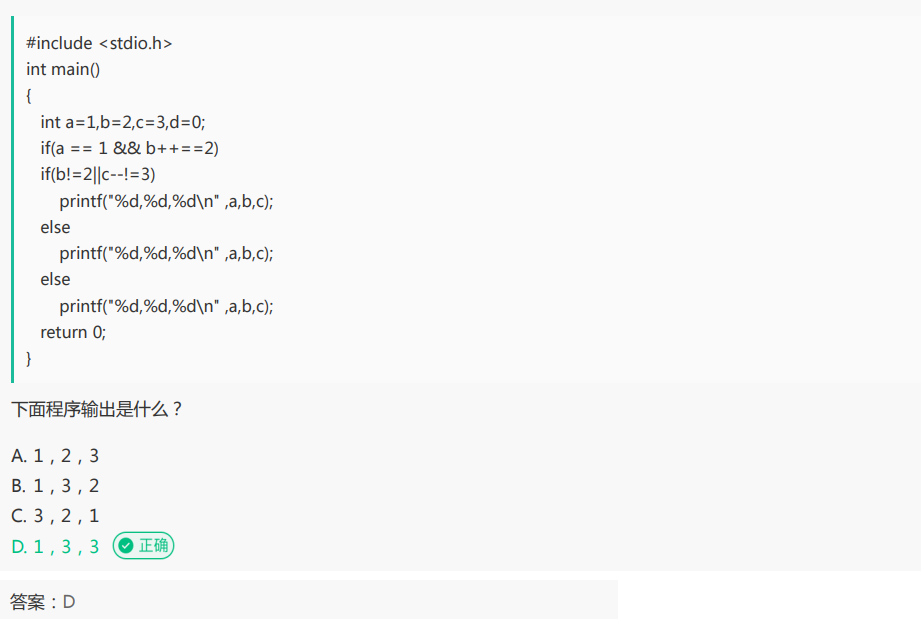 #include <stdio.h>
int main()
{
int a=1,b=2,c=3,d=0;
if(a == 1 && b++==2)
if(b!=2||c--!=3)
printf("%d,%d,%d\n" ,a,b,c);
else
printf("%d,%d,%d\n" ,a,b,c);
else
printf("%d,%d,%d\n" ,a,b,c);
return 0;
}
下面程序输出是什么？
A. 1，2，3
B. 1，3，2
C. 3，2，1
D. 1，3，3 正确
答案：D